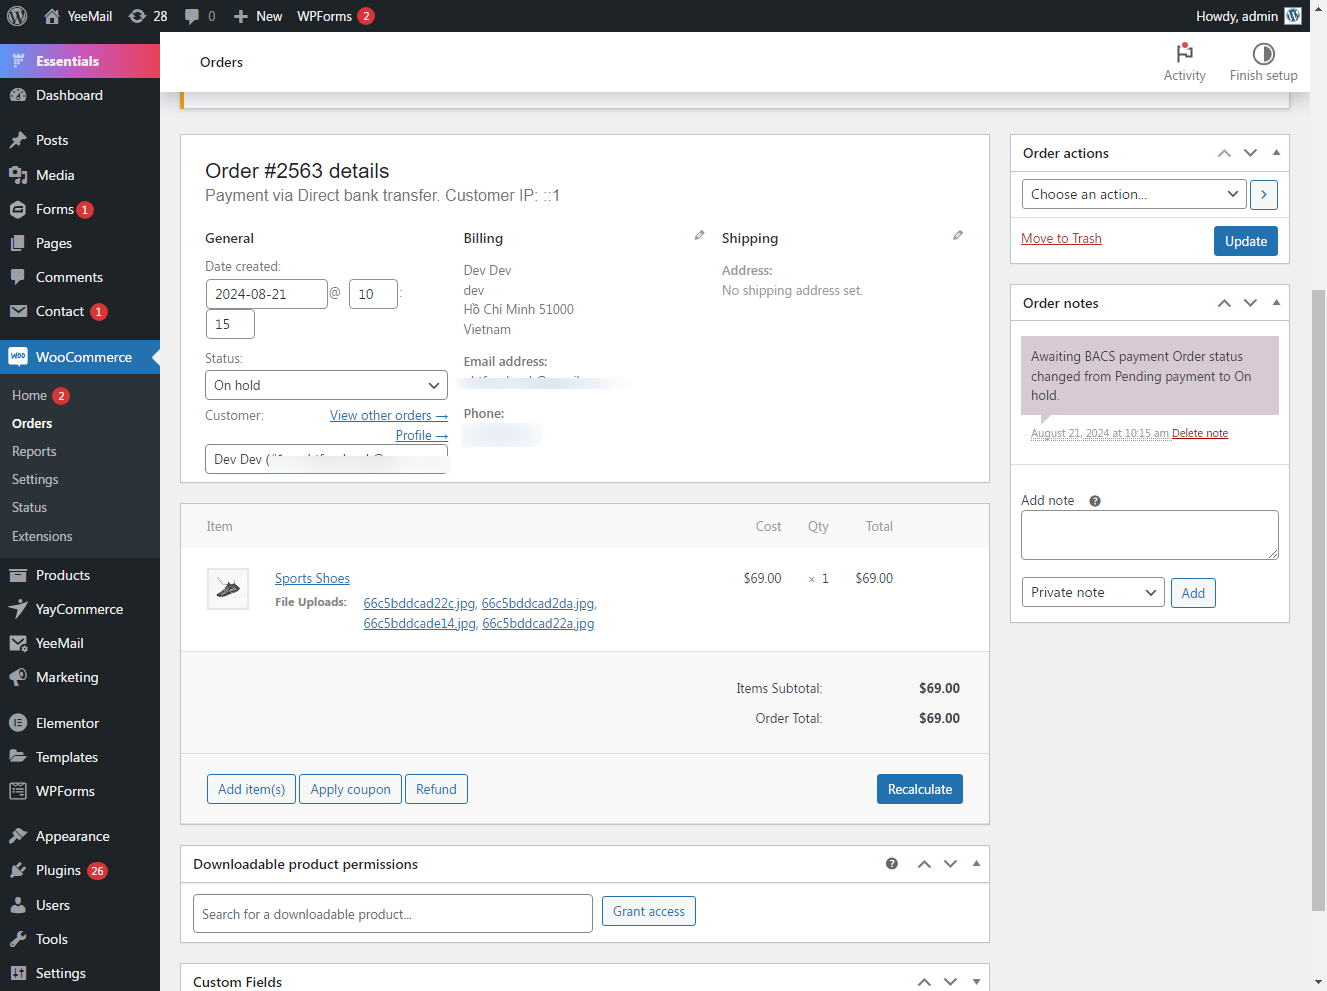 YeeMail
28
0
New
WPForms 2
Howdy, admin
Essentials
Dashboard
Posts
Media
Forms 1
Pages
Comments
Contact 1
WooCommerce
Home 2
Orders
Reports
Settings
Status
Extensions
Products
YayCommerce
YeeMail
Marketing
Elementor
Templates
WPForms
Appearance
Plugins 26
Users
Tools
Settings
Orders
Activity
Finish setup
Order #2563 details
Payment via Direct bank transfer. Customer IP: ::1
General
Date created:
2024-08-21 @ 10 :
15
Status:
On hold
Customer:
View other orders →
Profile →
Dev Dev (
Billing
Dev Dev
dev
Hồ Chí Minh 51000
Vietnam
Email address:
Phone:
Shipping
Address:
No shipping address set.
Item Cost Qty Total
Sports Shoes $69.00 × 1 $69.00
File Uploads: 66c5bddcad22c.jpg, 66c5bddcad2da.jpg,
66c5bddcade14.jpg, 66c5bddcad22a.jpg
Items Subtotal: $69.00
Order Total: $69.00
Add item(s)
Apply coupon
Refund
Recalculate
Downloadable product permissions
Search for a downloadable product...
Grant access
Custom Fields
Order actions
Choose an action...
Move to Trash
Update
Order notes
Awaiting BACS payment Order status
changed from Pending payment to On
hold.
August 21, 2024 at 10:15 am Delete note
Add note
Private note
Add